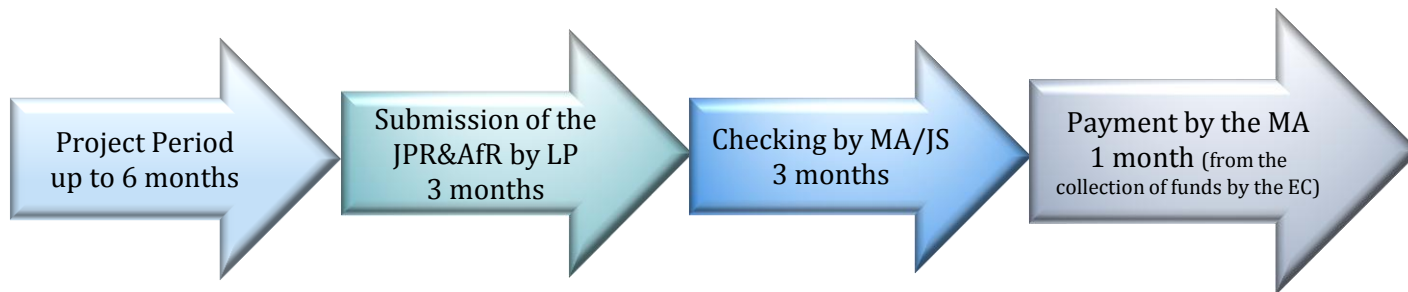 Project Period
up to 6 months
Submission of the
JPR&AfR by LP
3 months
Checking by MA/JS
3 months
Payment by the MA
1 month (from the
collection of funds by the EC)